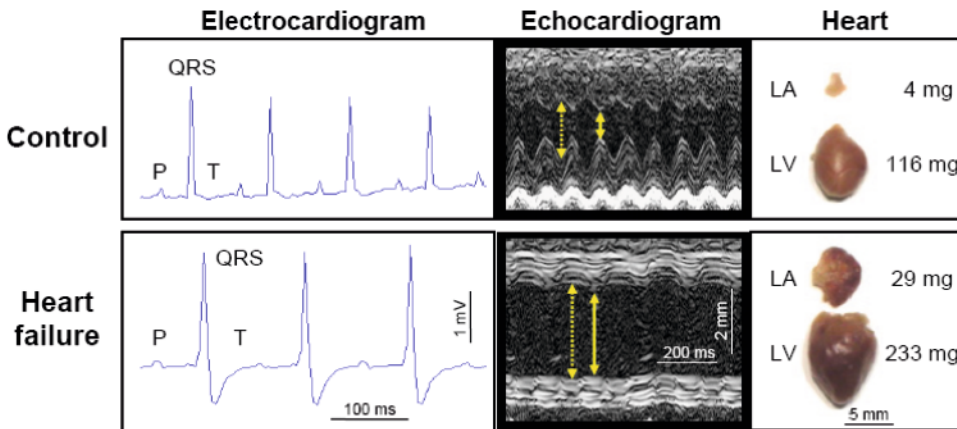 Electrocardiogram Echocardiogram Heart
Control
QRS
P T
LA 4 mg
LV 116 mg
Heart
failure
QRS
P T
1 mV
100 ms
2 mm
200 ms
LA 29 mg
LV 233 mg
5 mm